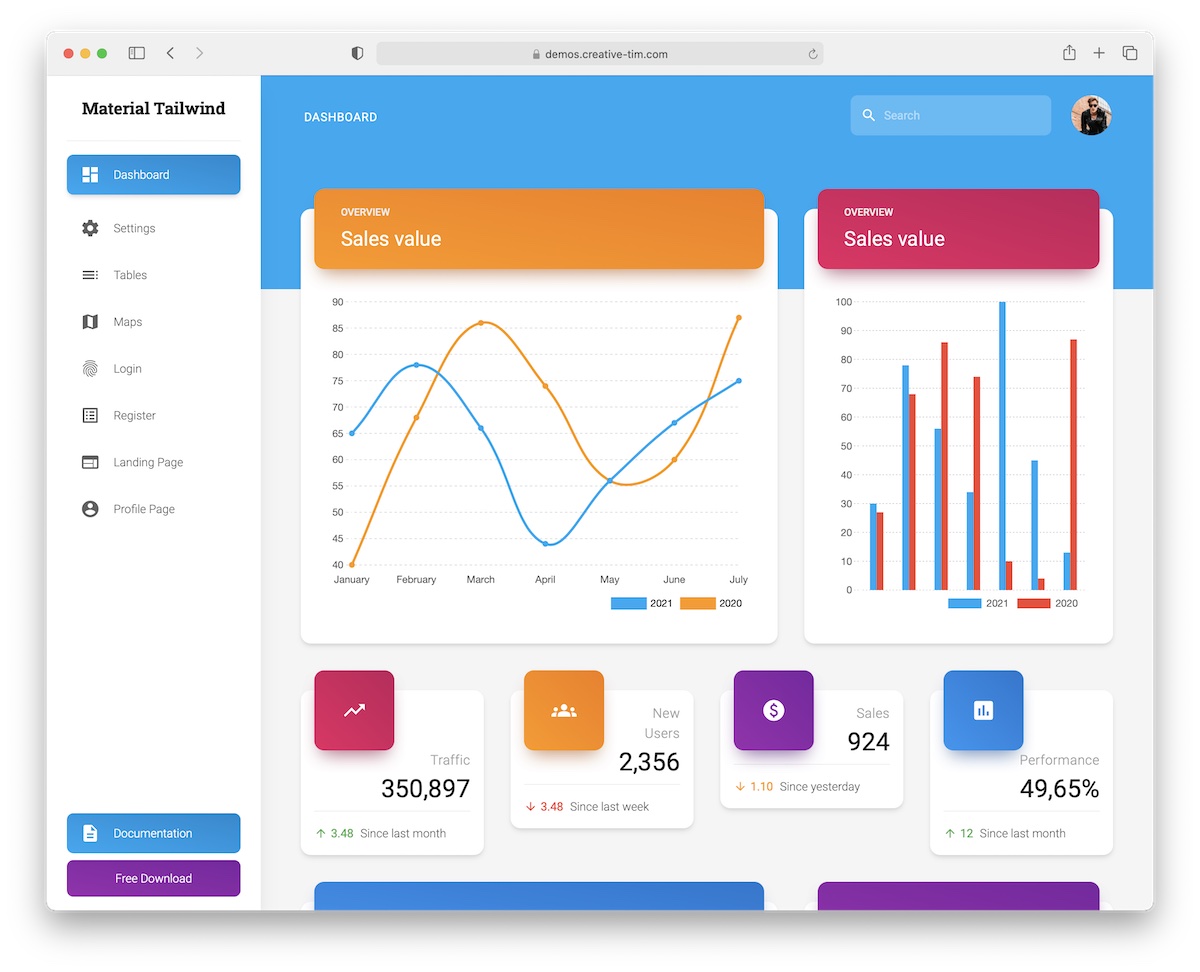 demos.creative-tim.com
Material Tailwind
Dashboard
Settings
Tables
Maps
Login
Register
Landing Page
Profile Page
Documentation
Free Download
DASHBOARD
Search
OVERVIEW
Sales value
90
85
80
75
70
65
60
55
50
45
40
January February March April May June July
2021 2020
OVERVIEW
Sales value
100
90
80
70
60
50
40
30
20
10
0
2021 2020
Traffic
350,897
3.48 Since last month
New
Users
2,356
3.48 Since last week
Sales
924
1.10 Since yesterday
Performance
49,65%
12 Since last month